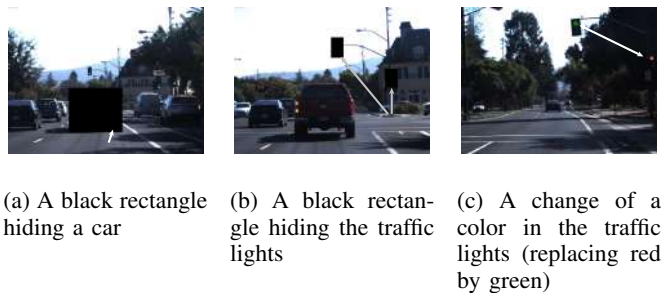 (a) A black rectangle
hiding a car
(b) A black rectan-
gle hiding the traffic
lights
(c) A change of a
color in the traffic
lights (replacing red
by green)